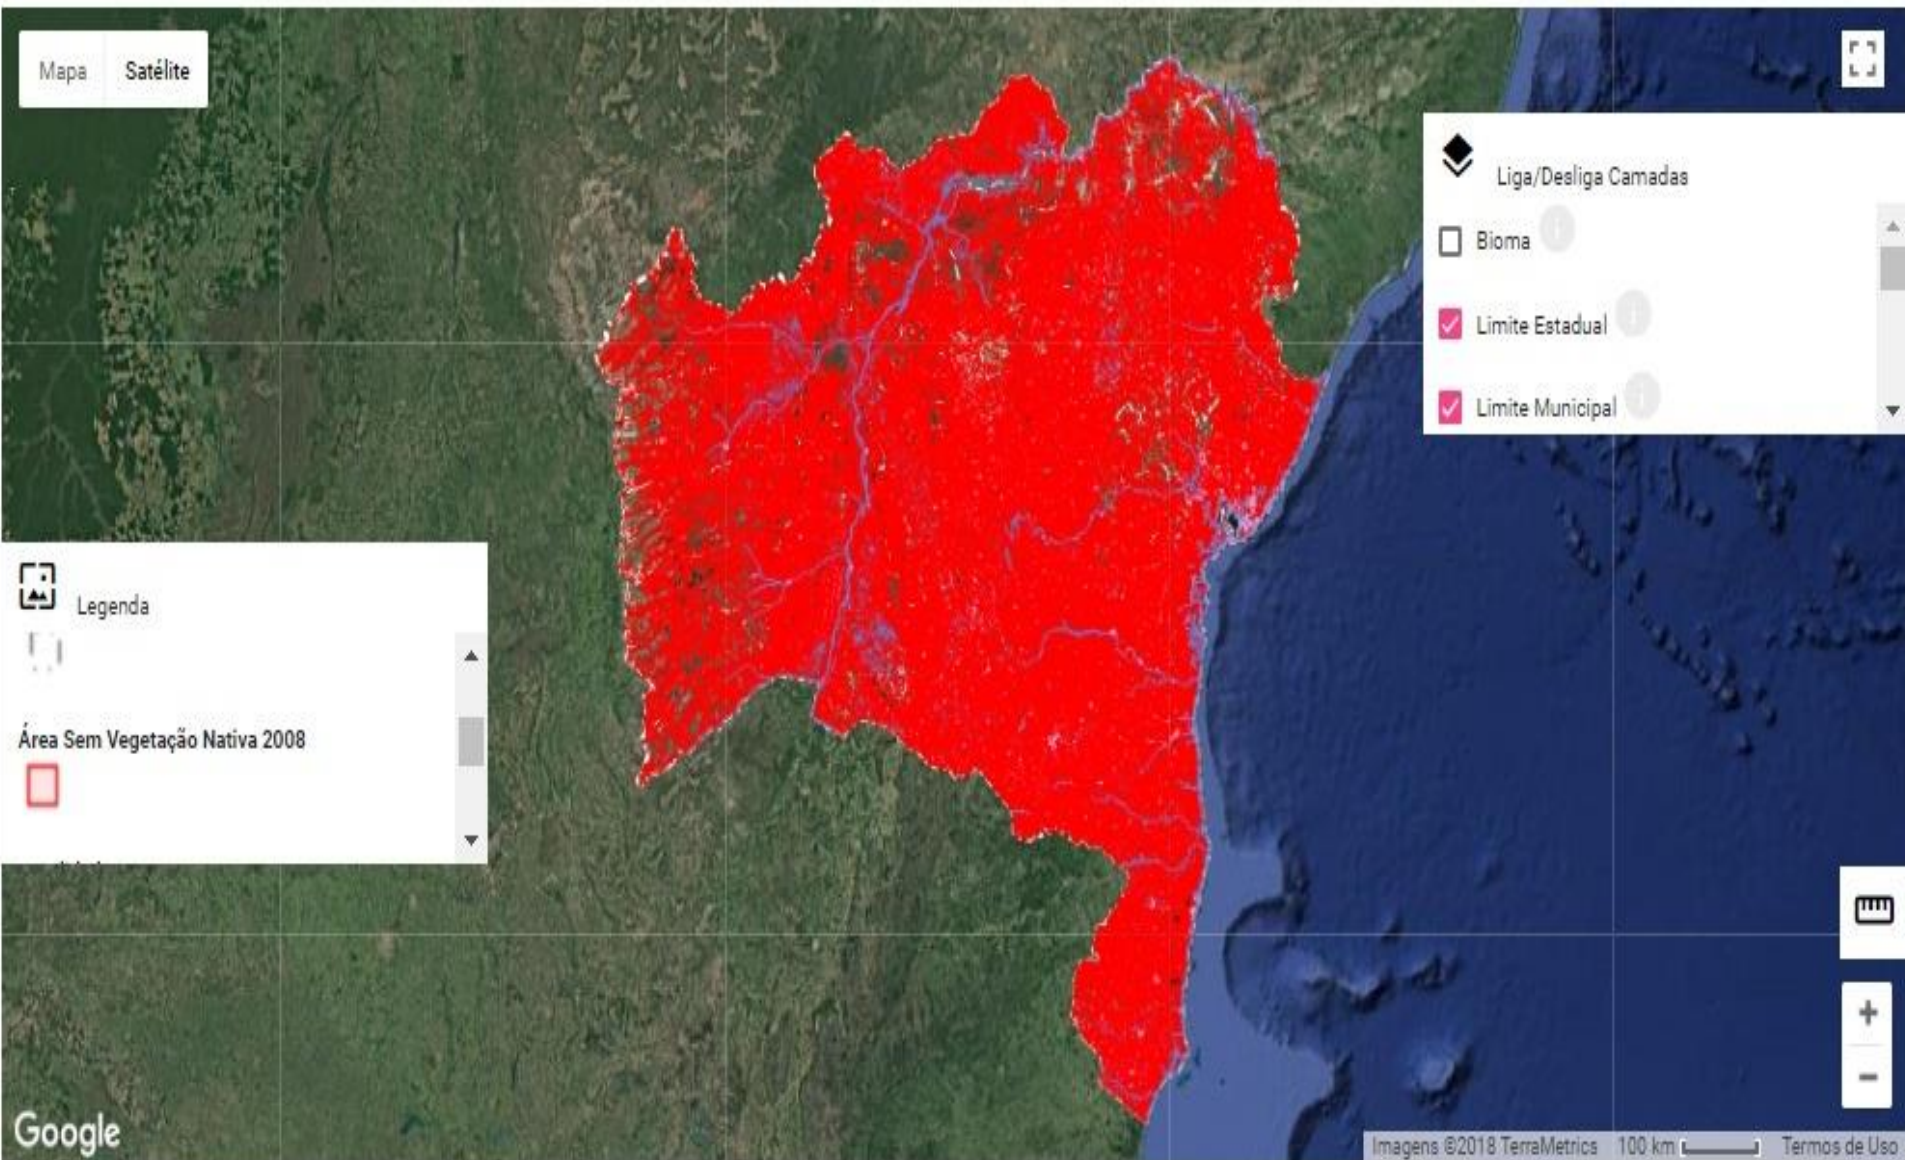 Mapa
Satélite
Liga/Desliga Camadas
Bioma
Limite Estadual
Limite Municipal
Legenda
Área Sem Vegetação Nativa 2008
Google
Imagens ©2018 TerraMetrics
100 km
Termos de Uso